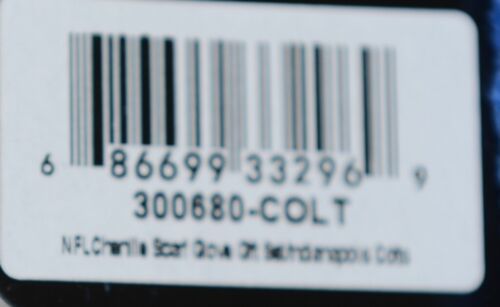 6 86699 33296 9
300680-COLT
NFL Chenille Scarf Glove Gift Set Indianapolis Colts